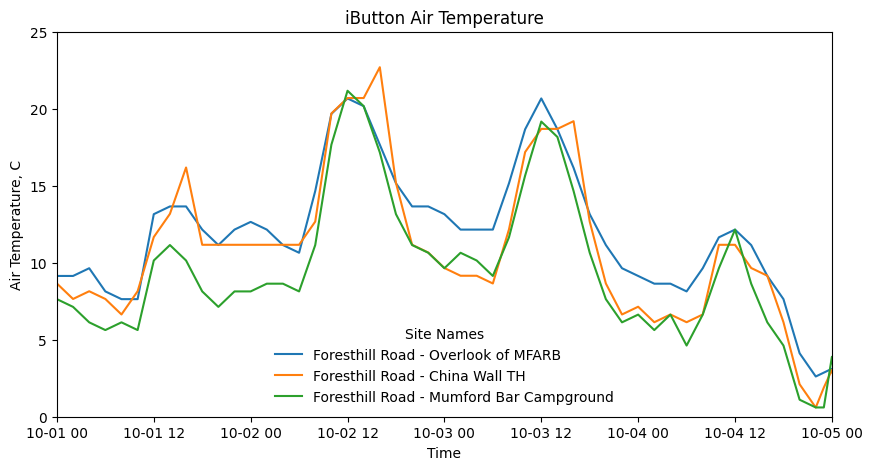 iButton Air Temperature
Air Temperature, C
25
20
15
10
5
0
Site Names
Foresthill Road - Overlook of MFARB
Foresthill Road - China Wall TH
Foresthill Road - Mumford Bar Campground
10-01 00 10-01 12 10-02 00 10-02 12 10-03 00 10-03 12 10-04 00 10-04 12 10-05 00
Time